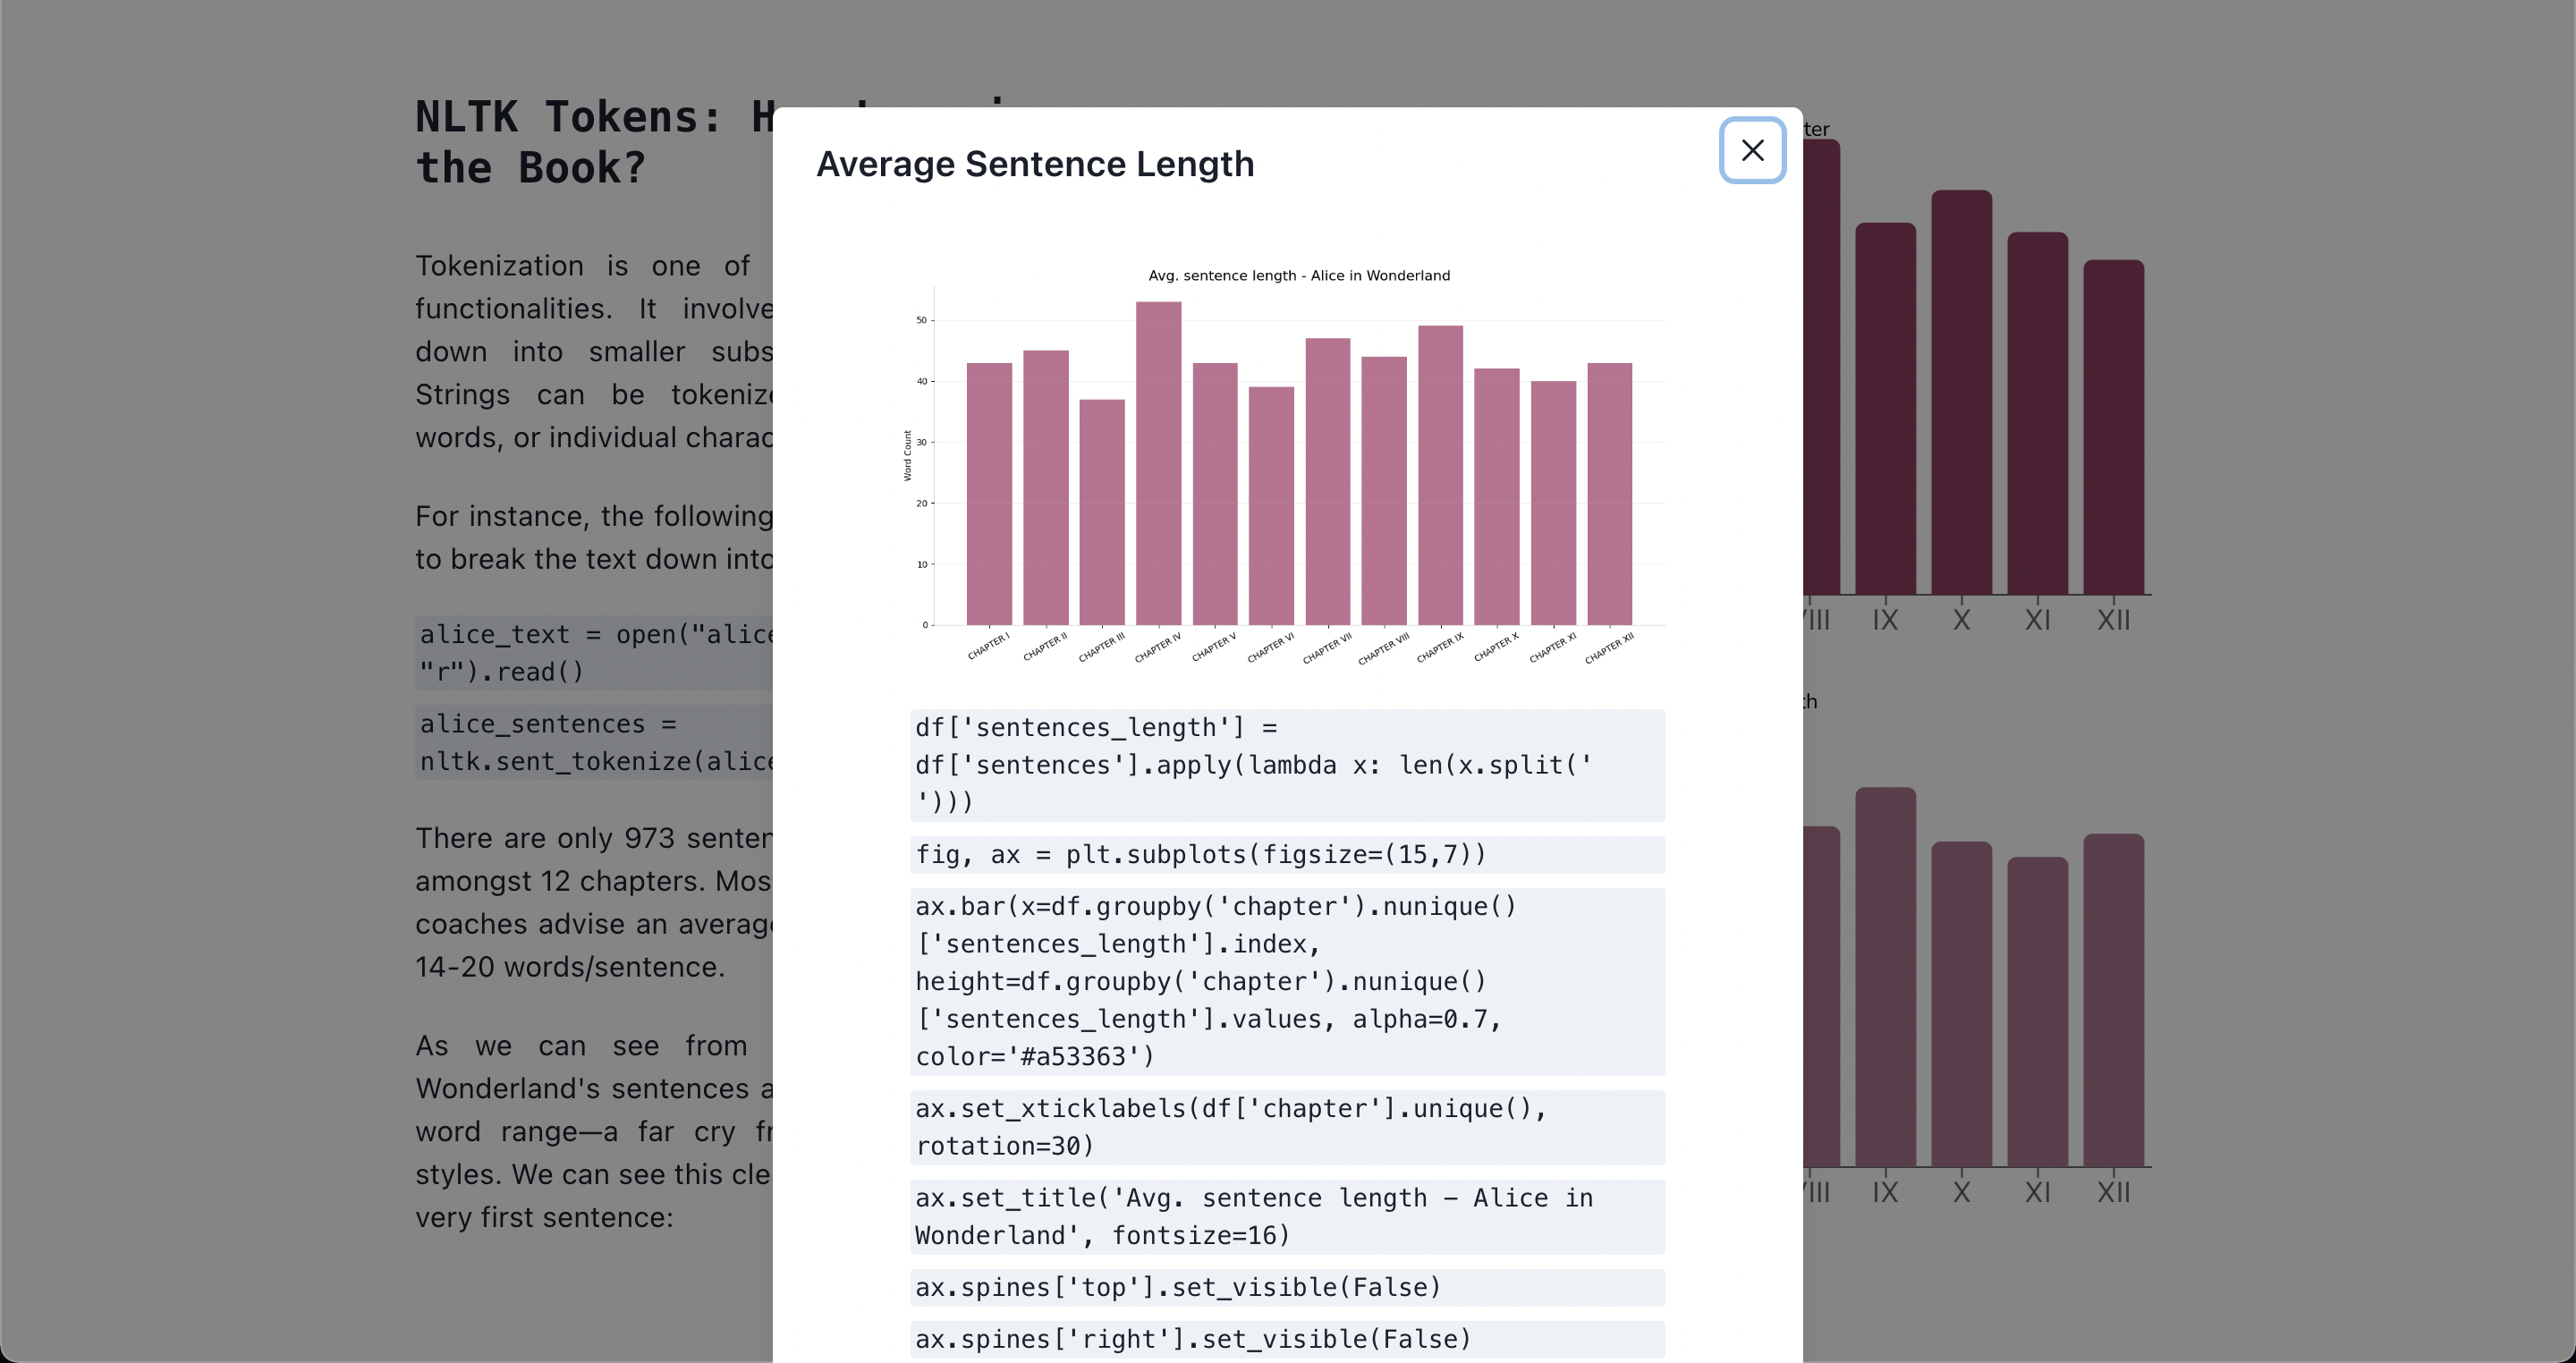 NLTK Tokens:
the Book?
Tokenization is one of
functionalities. It involve
down into smaller subs
Strings can be tokenize
words, or individual charac
For instance, the following
to break the text down into
alice_text = open("alice
"r").read()
alice_sentences =
nltk.sent_tokenize(alice
There are only 973 senten
amongst 12 chapters. Mos
coaches advise an average
14-20 words/sentence.
As we can see from
Wonderland's sentences a
word range—a far cry fr
styles. We can see this cle
very first sentence:
Average Sentence Length
Avg. sentence length - Alice in Wonderland
Word Count
50
40
30
20
10
0
CHAPTER I
CHAPTER II
CHAPTER III
CHAPTER IV
CHAPTER V
CHAPTER VI
CHAPTER VII
CHAPTER VIII
CHAPTER IX
CHAPTER X
CHAPTER XI
CHAPTER XII
df['sentences_length'] =
df['sentences'].apply(lambda x: len(x.split('
')))
fig, ax = plt.subplots(figsize=(15,7))
ax.bar(x=df.groupby('chapter').nunique()
['sentences_length'].index,
height=df.groupby('chapter').nunique()
['sentences_length'].values, alpha=0.7,
color='#a53363')
ax.set_xticklabels(df['chapter'].unique(),
rotation=30)
ax.set_title('Avg. sentence length - Alice in
Wonderland', fontsize=16)
ax.spines['top'].set_visible(False)
ax.spines['right'].set_visible(False)
ter
VIII IX X XI XII
th
VIII IX X XI XII